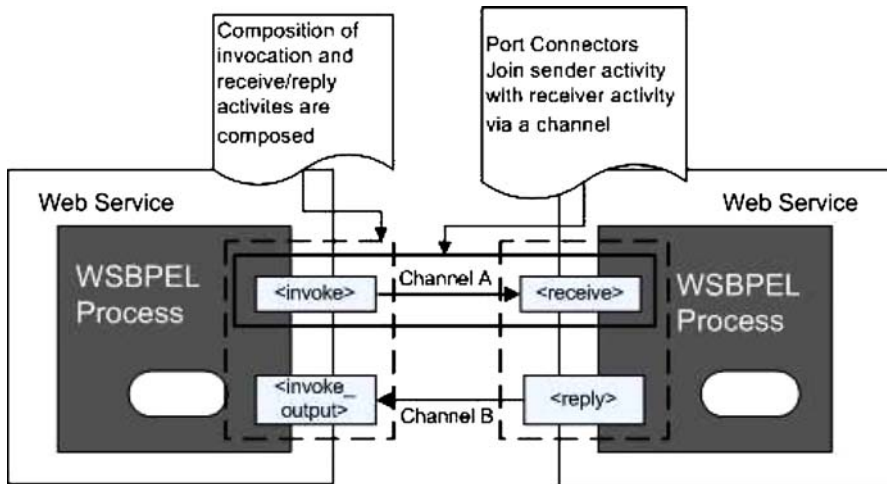 Composition of
invocation and
receive/reply
activites are
composed
Port Connectors
Join sender activity
with receiver activity
via a channel
Web Service
Web Service
WSBPEL
Process
<invoke>
Channel A
<receive>
WSBPEL
Process
<invoke_
output>
Channel B
<reply>